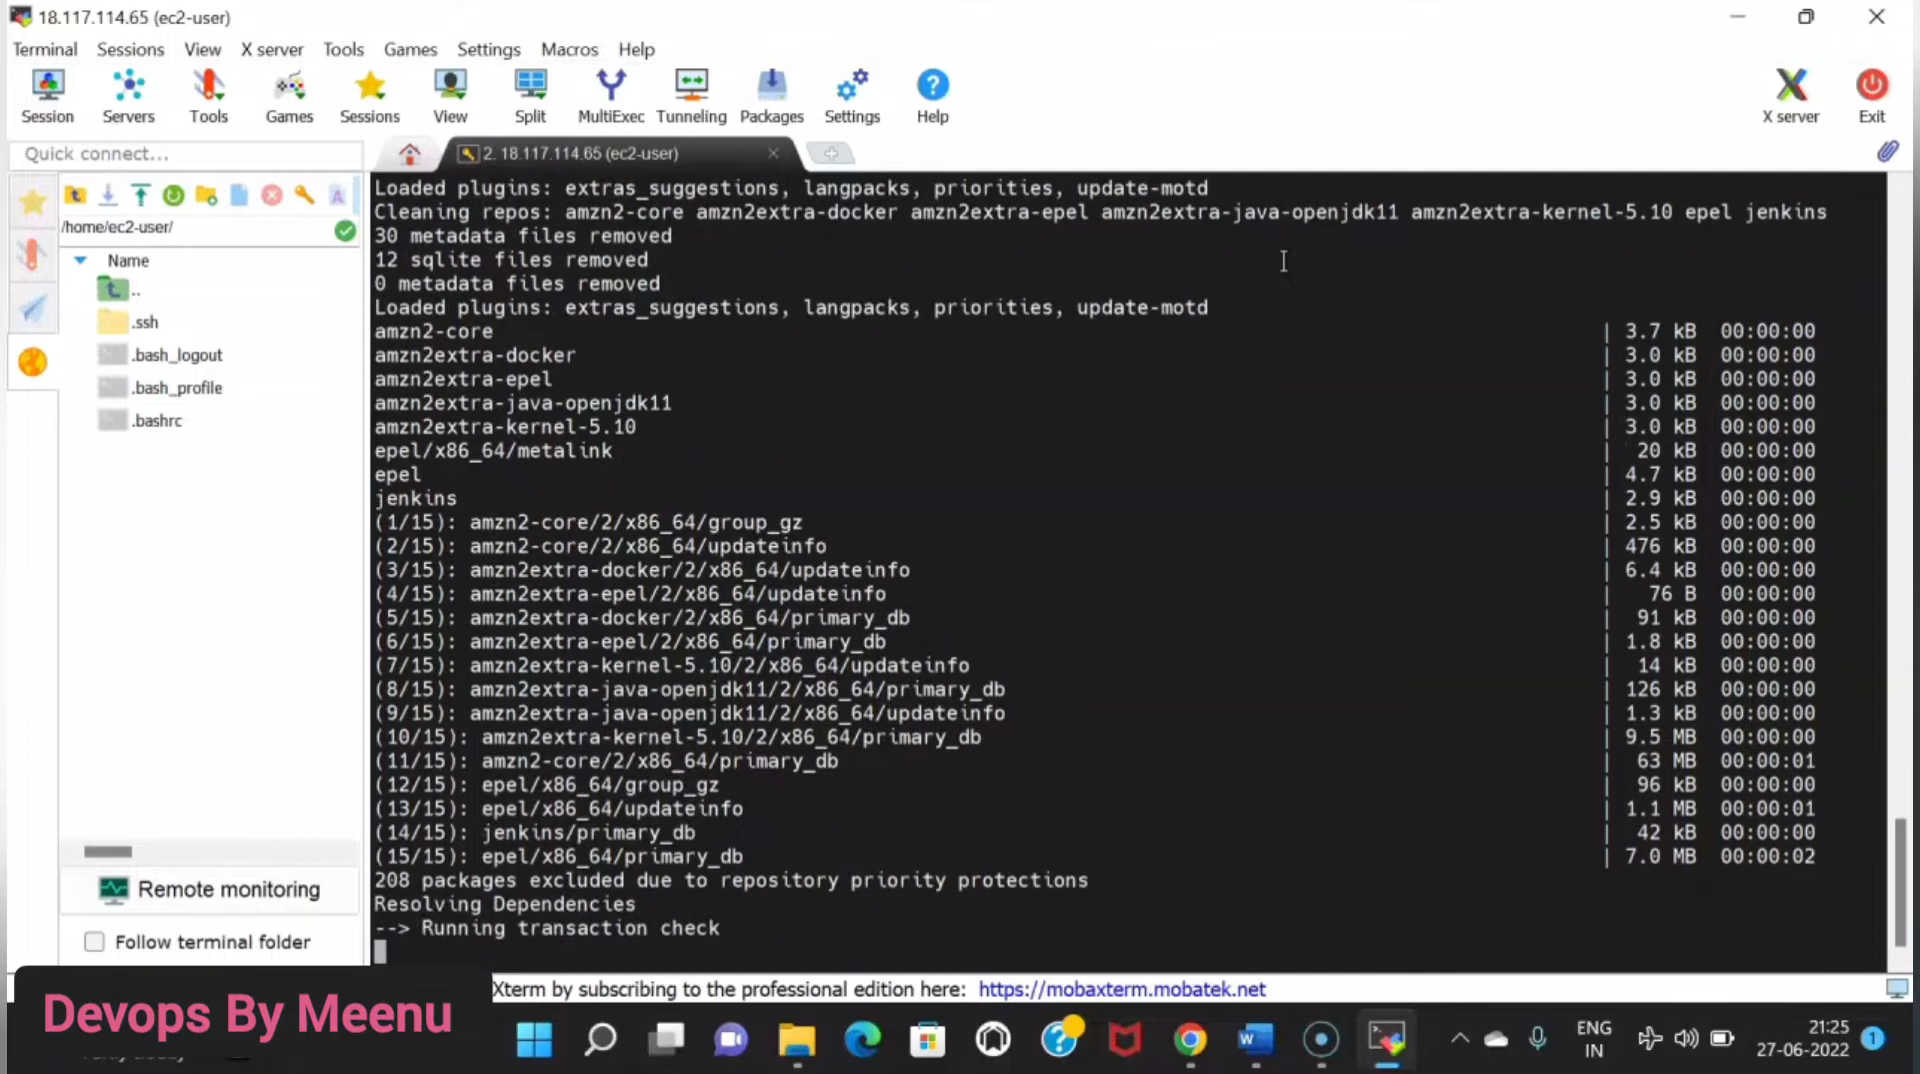 18.117.114.65 (ec2-user)
Terminal Sessions View X server Tools Games Settings Macros Help
Session Servers Tools Games Sessions View Split MultiExec Tunneling Packages Settings Help X server Exit
Quick connect...
2. 18.117.114.65 (ec2-user)
/home/ec2-user/
Name
..
.ssh
.bash_logout
.bash_profile
.bashrc
Remote monitoring
Follow terminal folder
Loaded plugins: extras_suggestions, langpacks, priorities, update-motd
Cleaning repos: amzn2-core amzn2extra-docker amzn2extra-epel amzn2extra-java-openjdk11 amzn2extra-kernel-5.10 epel jenkins
30 metadata files removed
12 sqlite files removed
0 metadata files removed
Loaded plugins: extras_suggestions, langpacks, priorities, update-motd
amzn2-core | 3.7 kB 00:00:00
amzn2extra-docker | 3.0 kB 00:00:00
amzn2extra-epel | 3.0 kB 00:00:00
amzn2extra-java-openjdk11 | 3.0 kB 00:00:00
amzn2extra-kernel-5.10 | 3.0 kB 00:00:00
epel/x86_64/metalink | 20 kB 00:00:00
epel | 4.7 kB 00:00:00
jenkins | 2.9 kB 00:00:00
(1/15): amzn2-core/2/x86_64/group_gz | 2.5 kB 00:00:00
(2/15): amzn2-core/2/x86_64/updateinfo | 476 kB 00:00:00
(3/15): amzn2extra-docker/2/x86_64/updateinfo | 6.4 kB 00:00:00
(4/15): amzn2extra-epel/2/x86_64/updateinfo | 76 B 00:00:00
(5/15): amzn2extra-docker/2/x86_64/primary_db | 91 kB 00:00:00
(6/15): amzn2extra-epel/2/x86_64/primary_db | 1.8 kB 00:00:00
(7/15): amzn2extra-kernel-5.10/2/x86_64/updateinfo | 14 kB 00:00:00
(8/15): amzn2extra-java-openjdk11/2/x86_64/primary_db | 126 kB 00:00:00
(9/15): amzn2extra-java-openjdk11/2/x86_64/updateinfo | 1.3 kB 00:00:00
(10/15): amzn2extra-kernel-5.10/2/x86_64/primary_db | 9.5 MB 00:00:00
(11/15): amzn2-core/2/x86_64/primary_db | 63 MB 00:00:01
(12/15): epel/x86_64/group_gz | 96 kB 00:00:00
(13/15): epel/x86_64/updateinfo | 1.1 MB 00:00:01
(14/15): jenkins/primary_db | 42 kB 00:00:00
(15/15): epel/x86_64/primary_db | 7.0 MB 00:00:02
208 packages excluded due to repository priority protections
Resolving Dependencies
--> Running transaction check
Xterm by subscribing to the professional edition here: https://mobaxterm.mobatek.net
Devops By Meenu
ENG
IN
21:25
27-06-2022
1